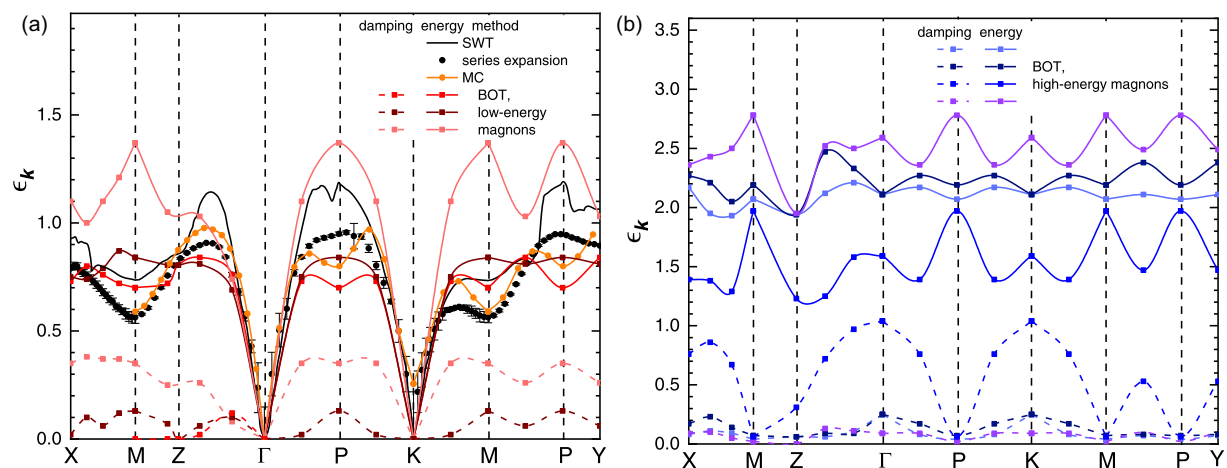 (a)
damping energy method
SWT
series expansion
MC
BOT,
low-energy
magnons
ϵk
1.5
1.0
0.5
0.0
X M Z Γ P K M P Y
(b)
damping energy
BOT,
high-energy magnons
ϵk
3.5
3.0
2.5
2.0
1.5
1.0
0.5
0.0
X M Z Γ P K M P Y